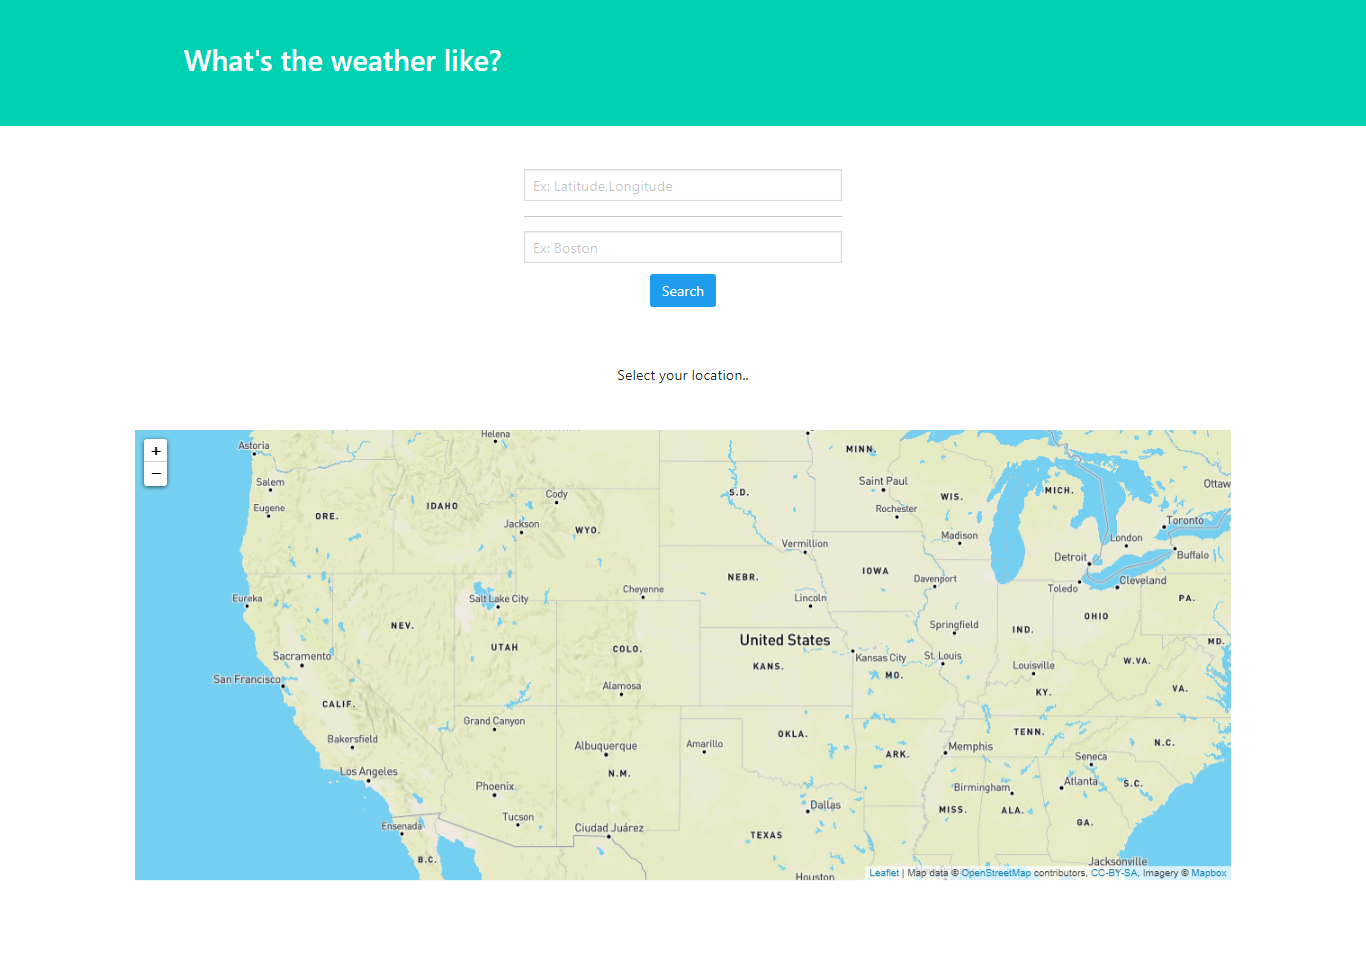 What's the weather like?
Ex: Latitude,Longitude
Ex: Boston
Search
Select your location..
+
−
Astoria
Helena
MINN.
Salem
Cody
S.D.
Saint Paul
WIS.
MICH.
Ottaw
Eugene
ORE.
IDAHO
Jackson
WYO.
Rochester
Toronto
Vermillion
Madison
London
Detroit
Buffalo
IOWA
NEBR.
Davenport
Toledo
Cleveland
Eureka
Salt Lake City
Cheyenne
Lincoln
PA.
NEV.
Springfield
OHIO
IND.
United States
MD.
UTAH
COLO.
Sacramento
KANS.
Kansas City
St. Louis
Louisville
W.VA.
San Francisco
MO.
Alamosa
KY.
VA.
CALIF.
Grand Canyon
OKLA.
TENN.
Bakersfield
Albuquerque
Amarillo
Memphis
N.C.
ARK.
Seneca
Los Angeles
N.M.
Phoenix
Birmingham
Atlanta
S.C.
Dallas
MISS.
ALA.
Tucson
GA.
Ensenada
Ciudad Juárez
TEXAS
B.C.
Jacksonville
Houston
Leaflet | Map data © OpenStreetMap contributors, CC-BY-SA, Imagery © Mapbox